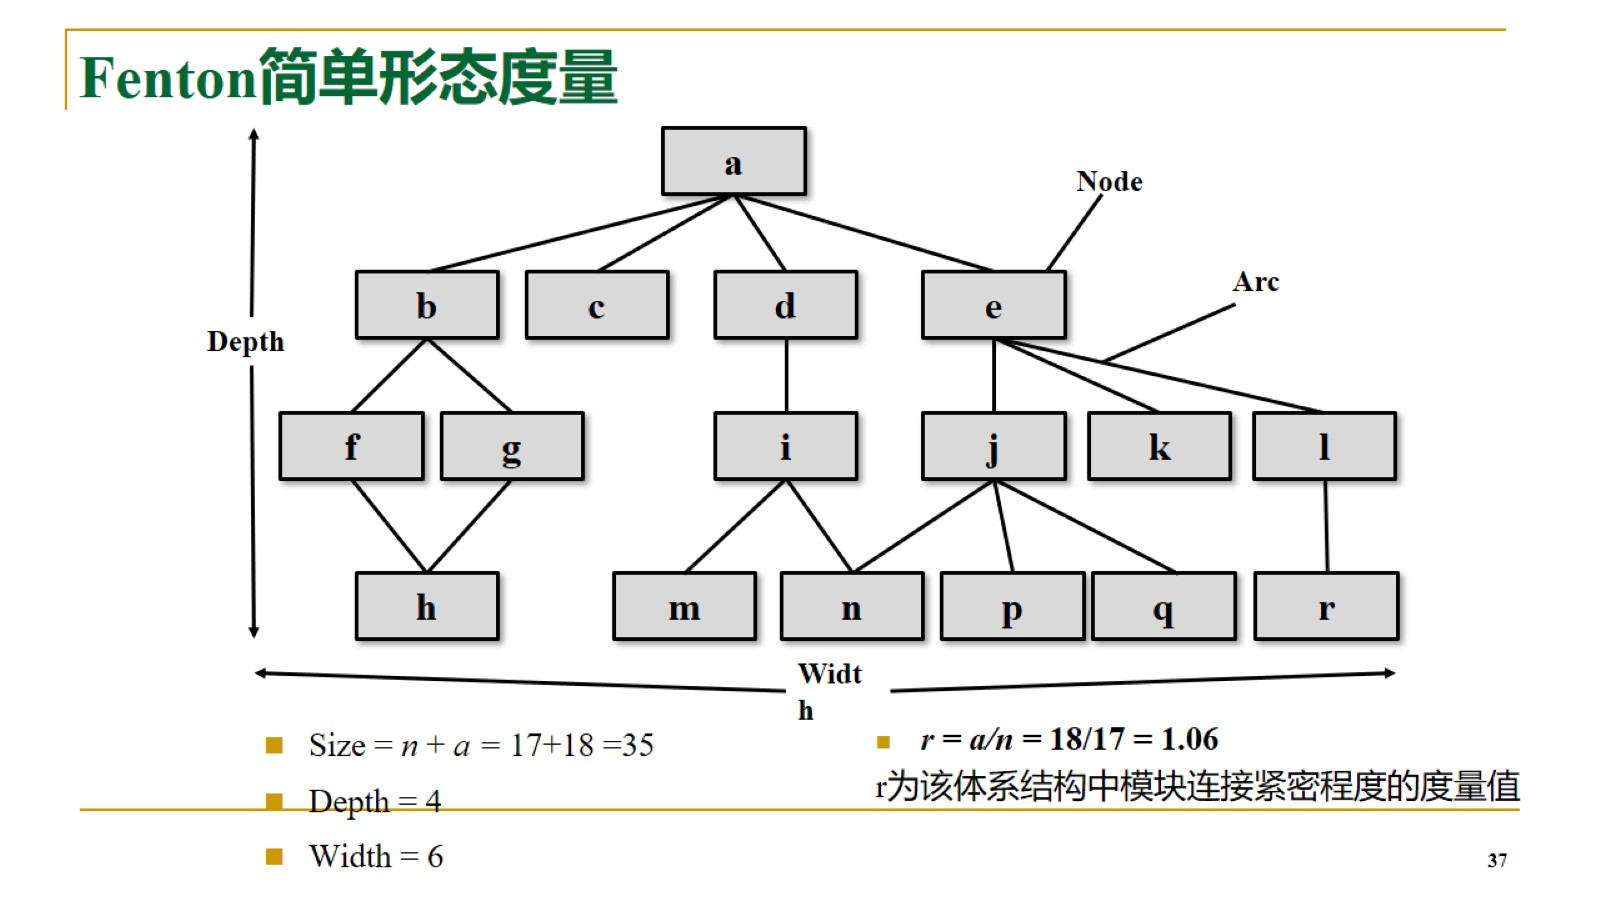 Fenton简单形态度量
a
Node
Arc
b
c
d
e
Depth
f
g
i
j
k
l
h
m
n
p
q
r
Widt
h
Size = n + a = 17+18 =35
Depth = 4
Width = 6
r = a/n = 18/17 = 1.06
r为该体系结构中模块连接紧密程度的度量值
37